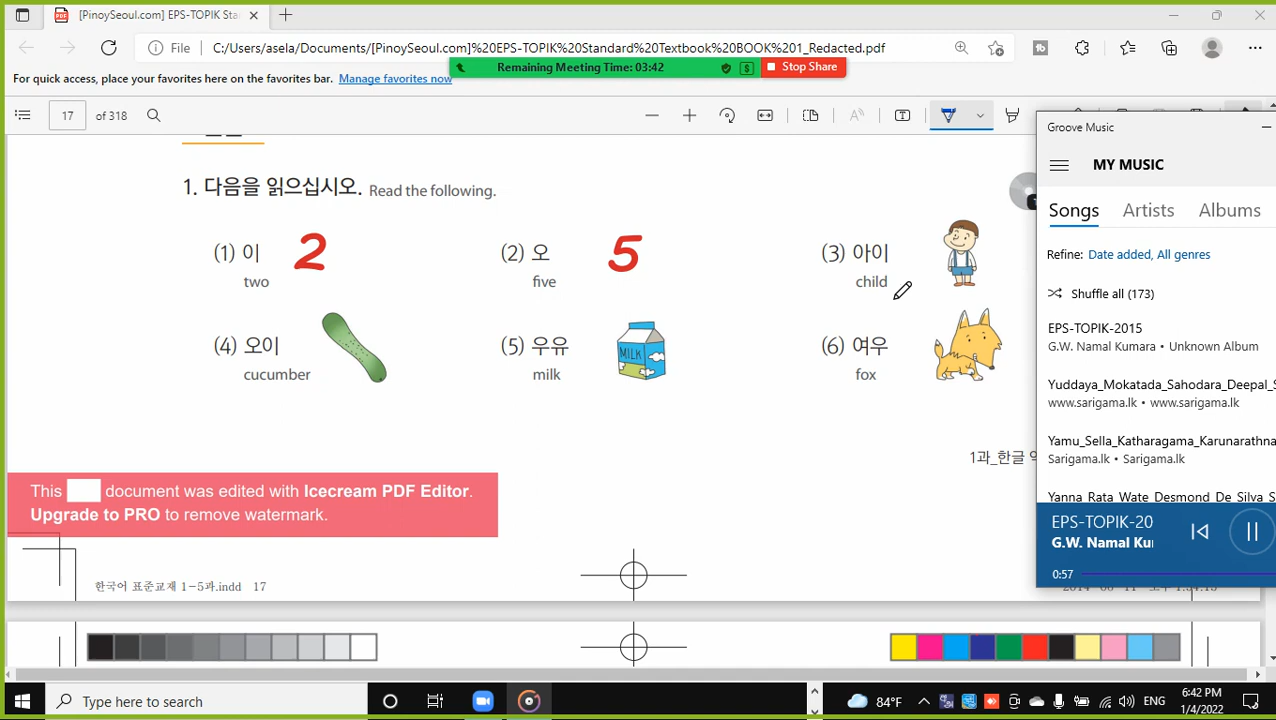 [PinoySeoul.com] EPS-TOPIK Sta
File C:/Users/asela/Documents/[PinoySeoul.com]%20EPS-TOPIK%20Standard%20Textbook%20BOOK%201_Redacted.pdf
For quick access, place your favorites here on the favorites bar. Manage favorites now
Remaining Meeting Time: 03:42 Stop Share
17 of 318
1. 다음을 읽으십시오. Read the following.
(1) 이 2
two
(2) 오 5
five
(3) 아이
child
(4) 오이
cucumber
(5) 우유
milk
MILK
(6) 여우
fox
1과_한글
This document was edited with Icecream PDF Editor.
Upgrade to PRO to remove watermark.
한국어 표준교재 1-5과.indd 17
Groove Music
MY MUSIC
Songs Artists Albums
Refine: Date added, All genres
Shuffle all (173)
EPS-TOPIK-2015
G.W. Namal Kumara • Unknown Album
Yuddaya_Mokatada_Sahodara_Deepal_S
www.sarigama.lk • www.sarigama.lk
Yamu_Sella_Katharagama_Karunarathna
Sarigama.lk • Sarigama.lk
Yanna_Rata_Wate_Desmond_De_Silva_S
EPS-TOPIK-20
G.W. Namal Kur
0:57
Type here to search
84°F ENG 6:42 PM
1/4/2022